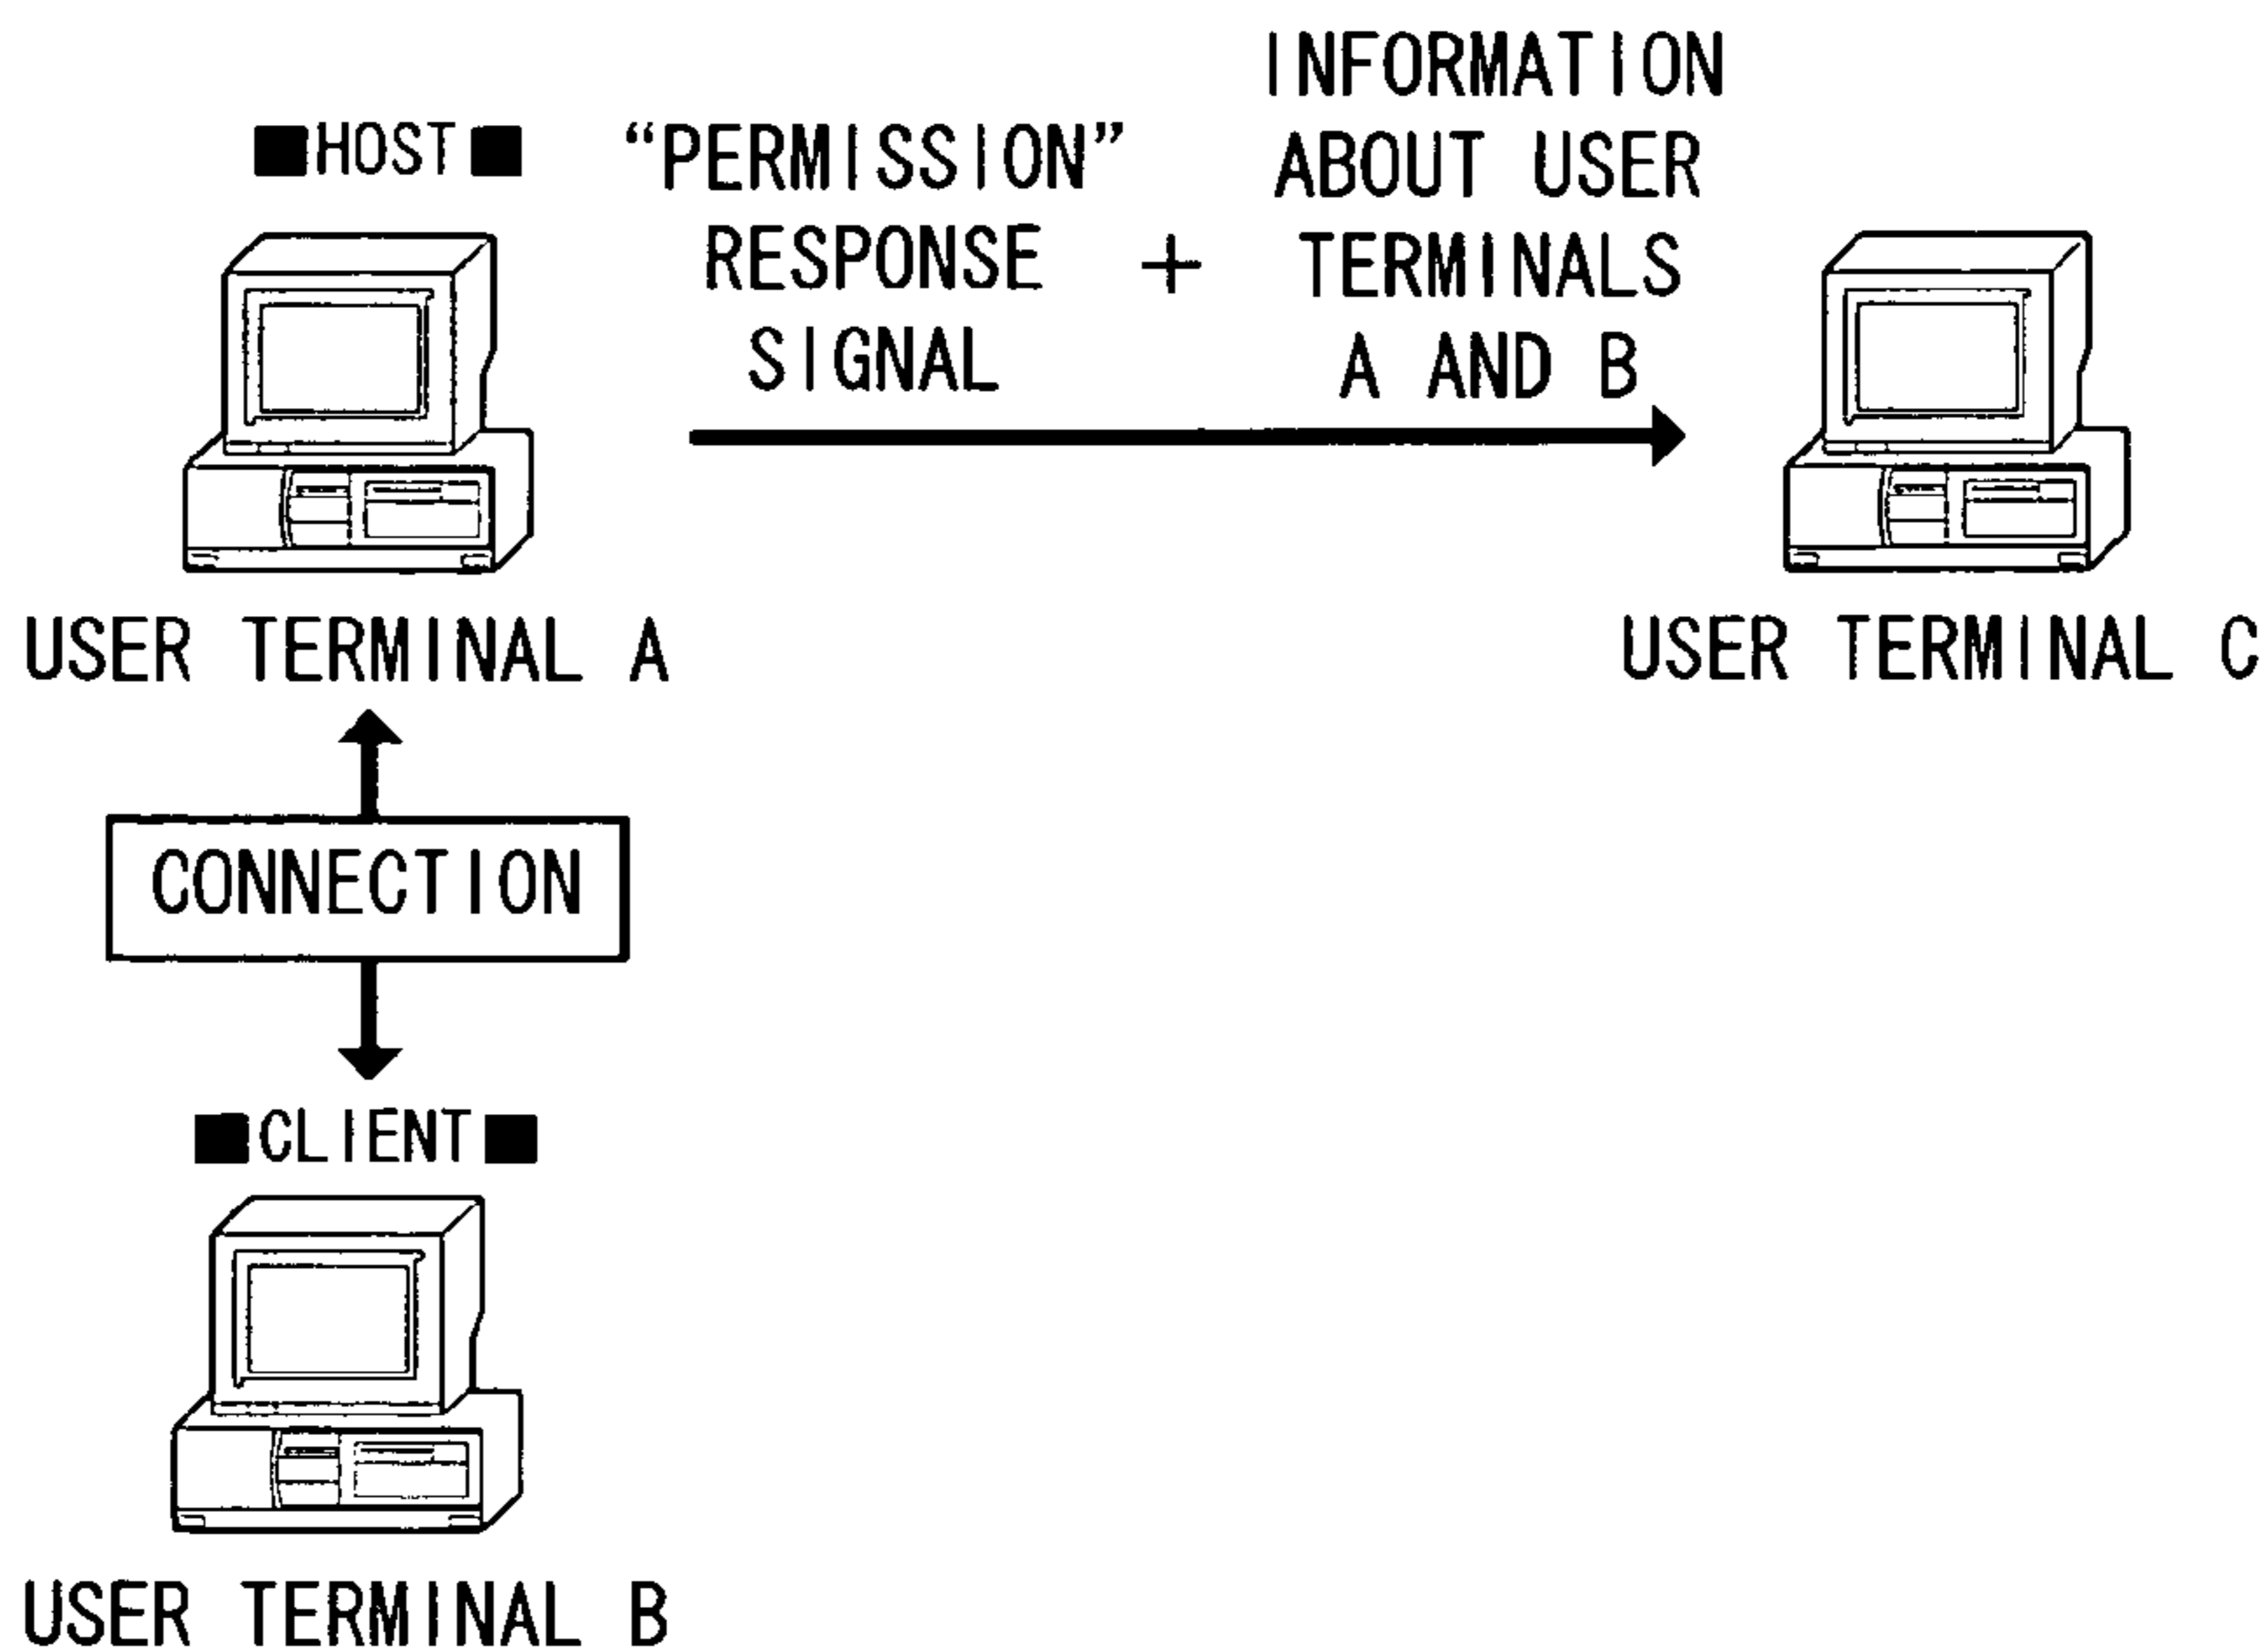 ■HOST■
“PERMISSION”
RESPONSE
SIGNAL
+
INFORMATION
ABOUT USER
TERMINALS
A AND B
USER TERMINAL A
USER TERMINAL C
CONNECTION
■CLIENT■
USER TERMINAL B